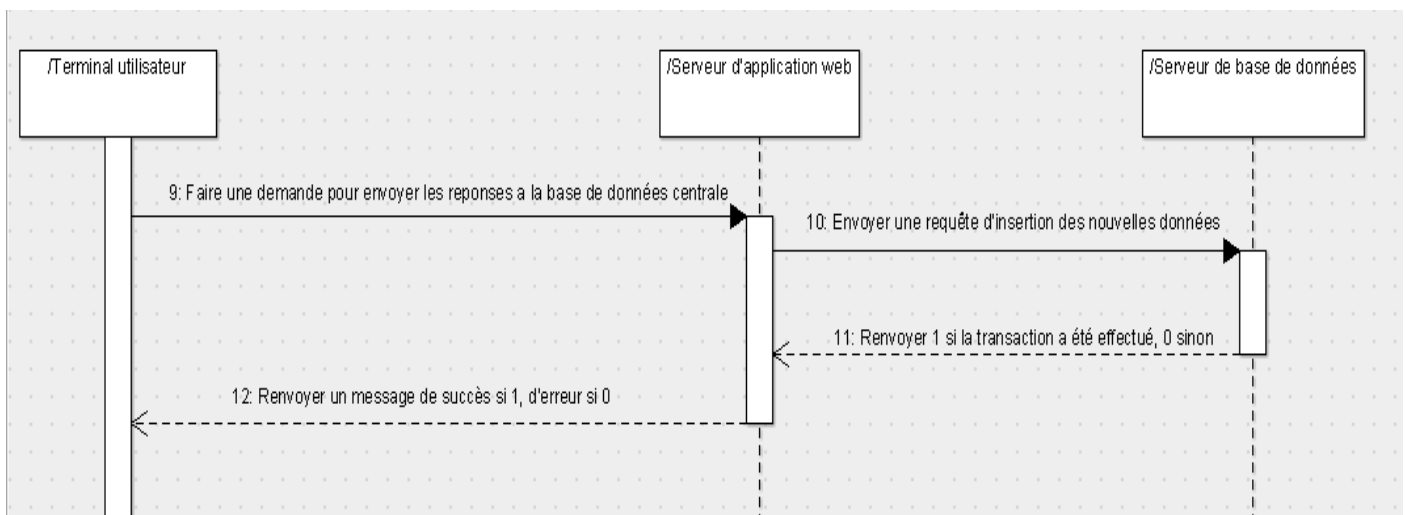 /Terminal utilisateur
/Serveur d'application web
/Serveur de base de données
9: Faire une demande pour envoyer les reponses a la base de données centrale
10: Envoyer une requête d'insertion des nouvelles données
11: Renvoyer 1 si la transaction a été effectué, 0 sinon
12: Renvoyer un message de succès si 1, d'erreur si 0